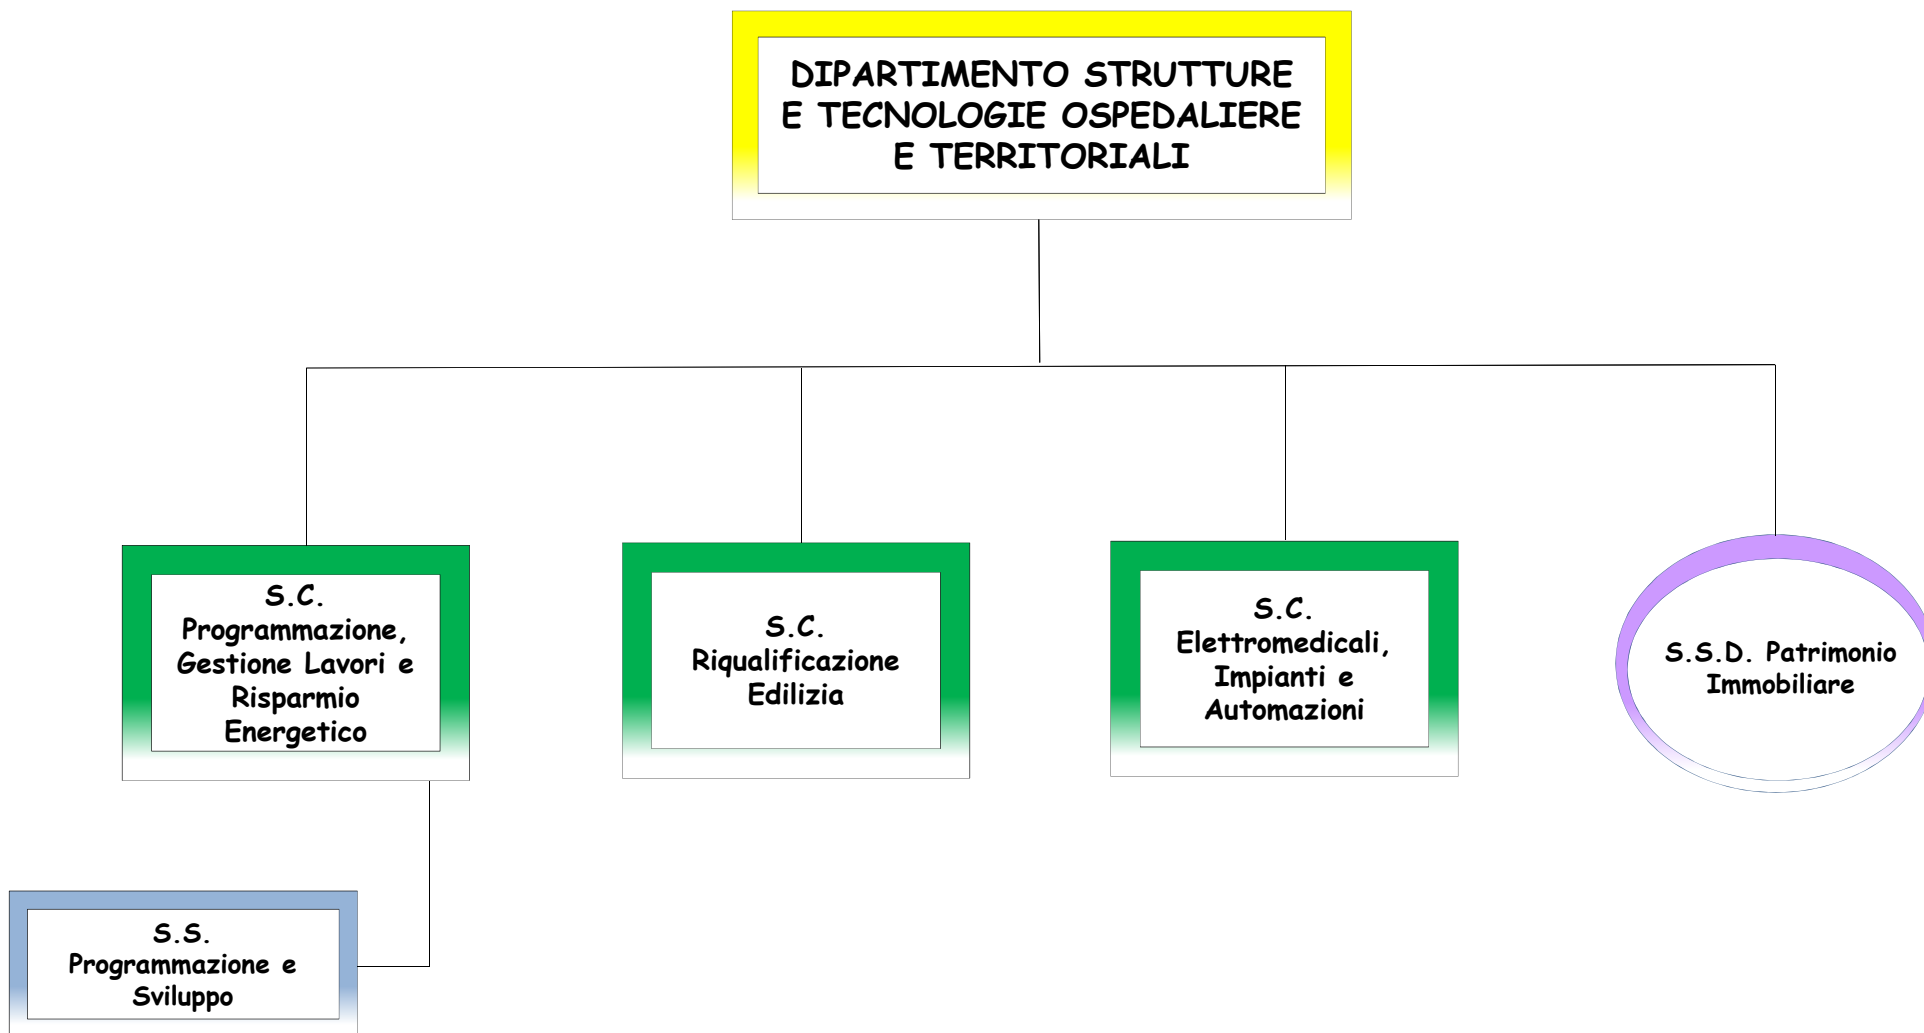 DIPARTIMENTO STRUTTURE
E TECNOLOGIE OSPEDALIERE
E TERRITORIALI
S.C.
Programmazione,
Gestione Lavori e
Risparmio
Energetico
S.C.
Riqualificazione
Edilizia
S.C.
Elettromedicali,
Impianti e
Automazioni
S.S.D. Patrimonio
Immobiliare
S.S.
Programmazione e
Sviluppo